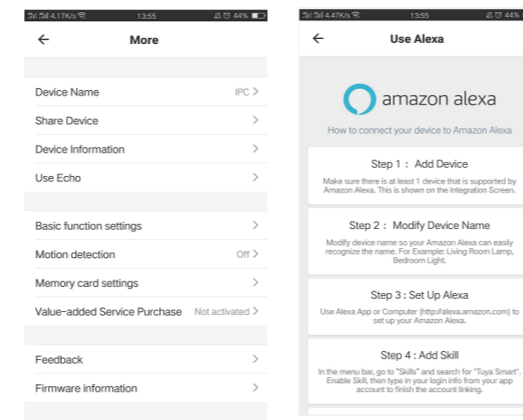 4.17K/s 13:55 44%
More
Device Name IPC >
Share Device >
Device Information >
Use Echo >
Basic function settings >
Motion detection Off >
Memory card settings >
Value-added Service Purchase Not activated >
Feedback >
Firmware information >
4.47K/s 13:55 44%
Use Alexa
amazon alexa
How to connect your device to Amazon Alexa
Step 1 : Add Device
Make sure there is at least 1 device that is supported by
Amazon Alexa. This is shown on the Integration Screen.
Step 2 : Modify Device Name
Modify device name so your Amazon Alexa can easily
recognize the name. For Example: Living Room Lamp,
Bedroom Light.
Step 3 : Set Up Alexa
Use Alexa App or Computer (http://alexa.amazon.com) to
set up your Amazon Alexa.
Step 4 : Add Skill
In the menu bar, go to "Skills" and search for "Tuya Smart".
Enable Skill, then type in your login info from your app
account to finish the account linking.